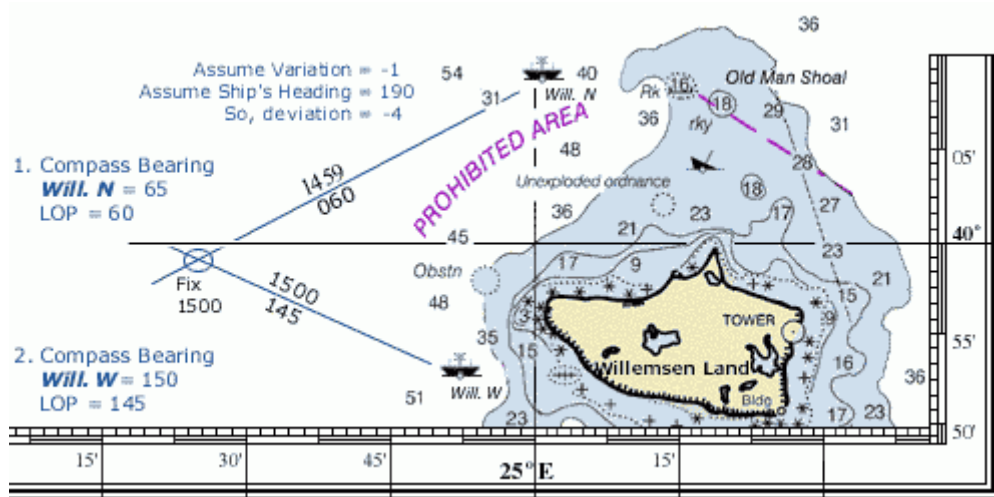 Assume Variation = -1
Assume Ship's Heading = 190
So, deviation = -4
1. Compass Bearing
Will. N = 65
LOP = 60
2. Compass Bearing
Will. W = 150
LOP = 145
1459
060
Fix
1500
1500
145
54
31
40
Will. N
PROHIBITED AREA
48
Unexploded ordnance
36
45
Obstn
48
35
51
Will. W
36
Rk
16
18
Old Man Shoal
36
rky
29
31
28
18
17
27
23
21
23
17
9
21
15
3
15
9
TOWER
Willemsen Land
16
36
Bldg
23
17
23
05'
40°
55'
50'
15'
30'
45'
25°E
15'